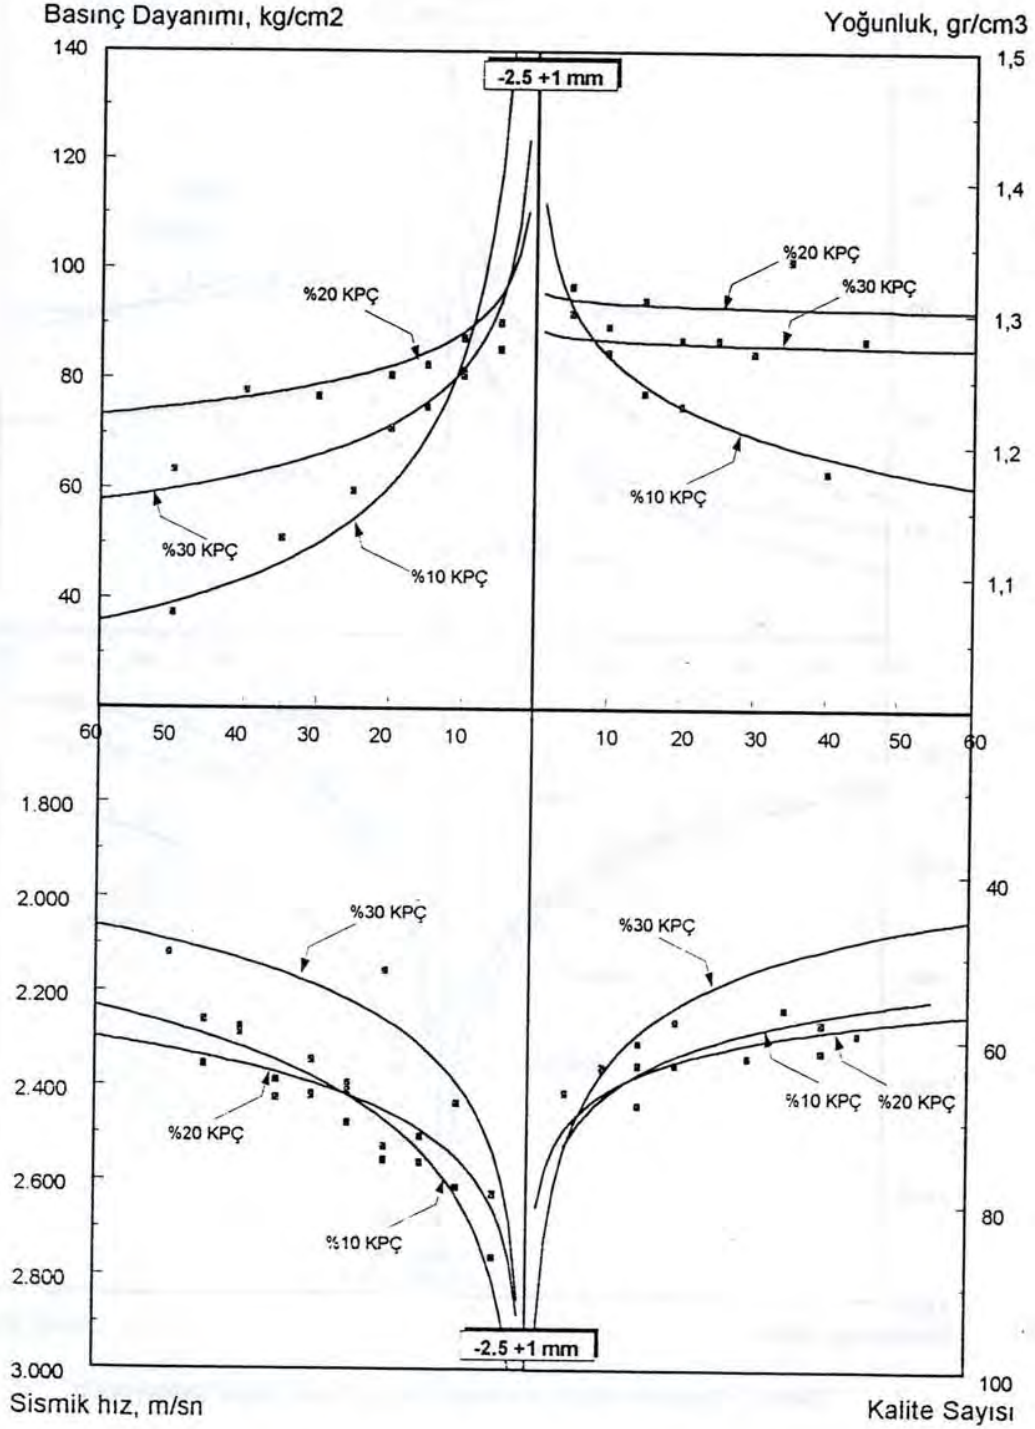 Basınç Dayanımı, kg/cm2
Yoğunluk, gr/cm3
140
1,5
-2.5 +1 mm
120
1,4
100
%20 KPÇ
%20 KPÇ
%30 KPÇ
1,3
80
1,2
60
%10 KPÇ
%30 KPÇ
%10 KPÇ
1,1
40
60 40 20 10 10 20 30 40 60
1.800
2.000
40
%30 KPÇ
%30 KPÇ
2.200
60
2.400
%10 KPÇ %20 KPÇ
%20 KPÇ
2.600
80
%10 KPÇ
2.800
-2.5 +1 mm
3.000
100
Sismik hız, m/sn
Kalite Sayısı